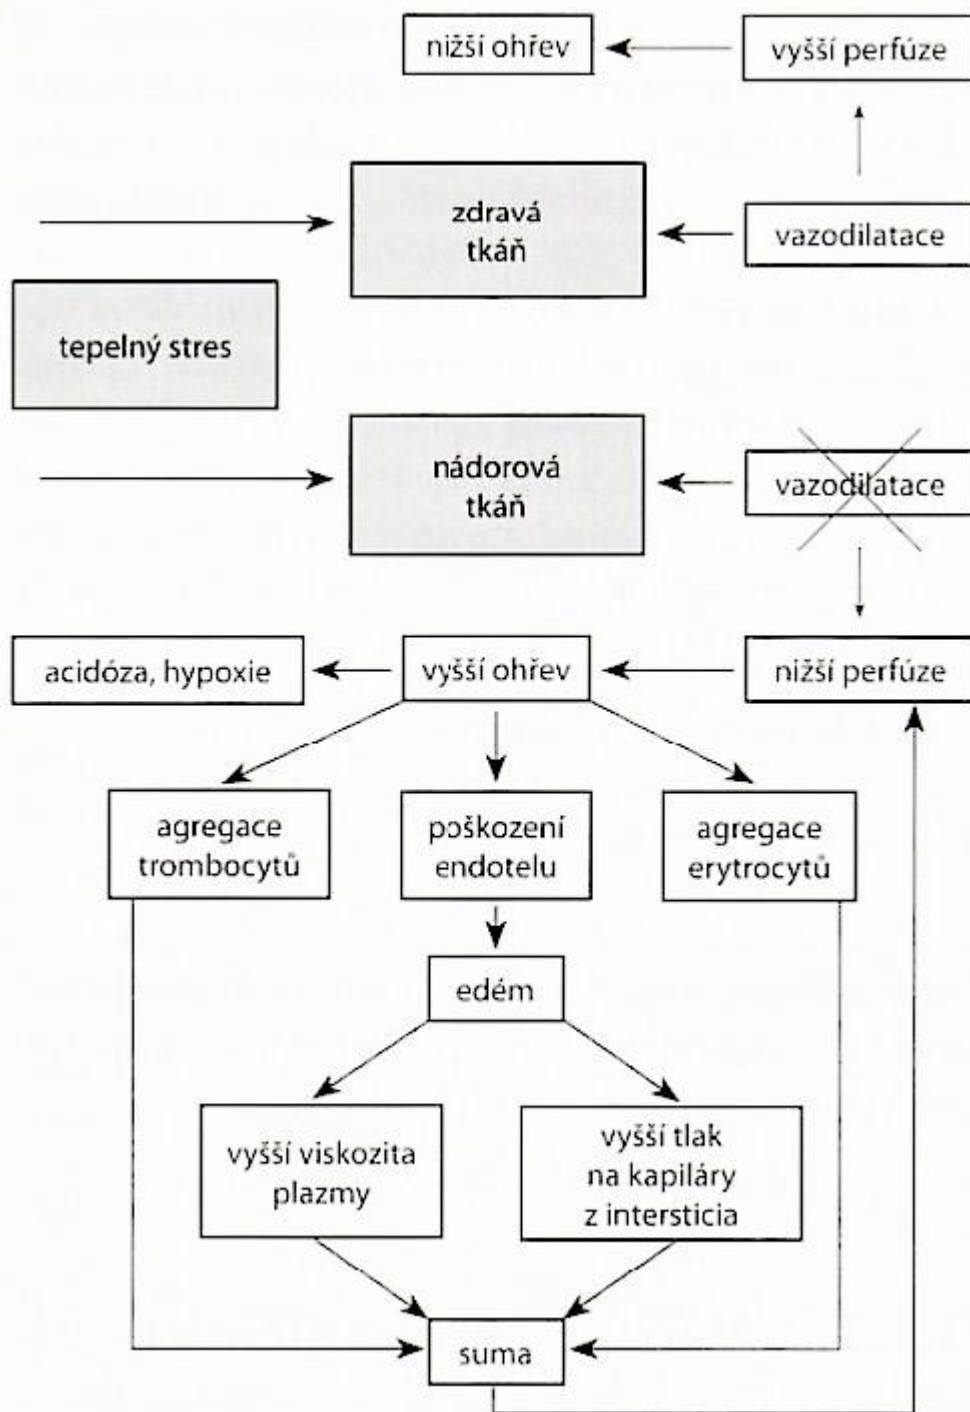 nižší ohřev
vyšší perfúze
zdravá
tkáň
vazodilatace
tepelný stres
nádorová
tkáň
vazodilatace
acidóza, hypoxie
vyšší ohřev
nižší perfúze
agregace
trombocytů
poškození
endotelu
agregace
erytrocytů
edém
vyšší viskozita
plazmy
vyšší tlak
na kapiláry
z intersticia
suma